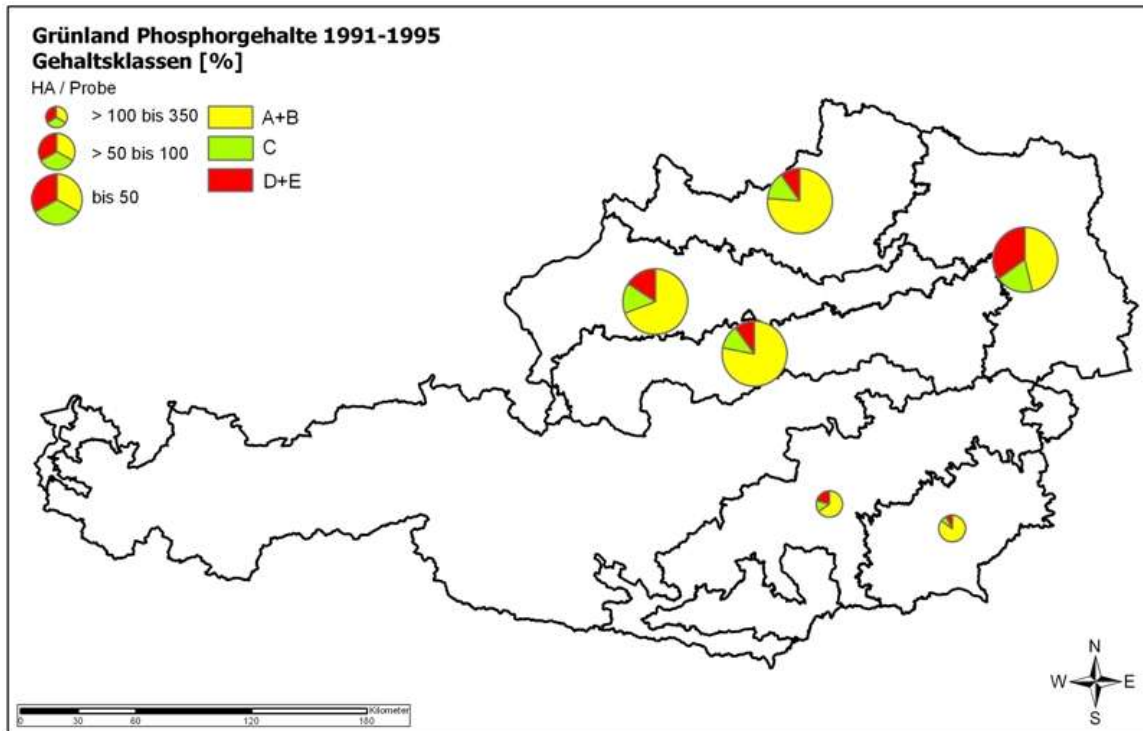 Grünland Phosphorgehalte 1991-1995
Gehaltsklassen [%]
HA / Probe
> 100 bis 350
A+B
> 50 bis 100
C
bis 50
D+E
N
W E
S
Kilometer
0 30 60 120 180